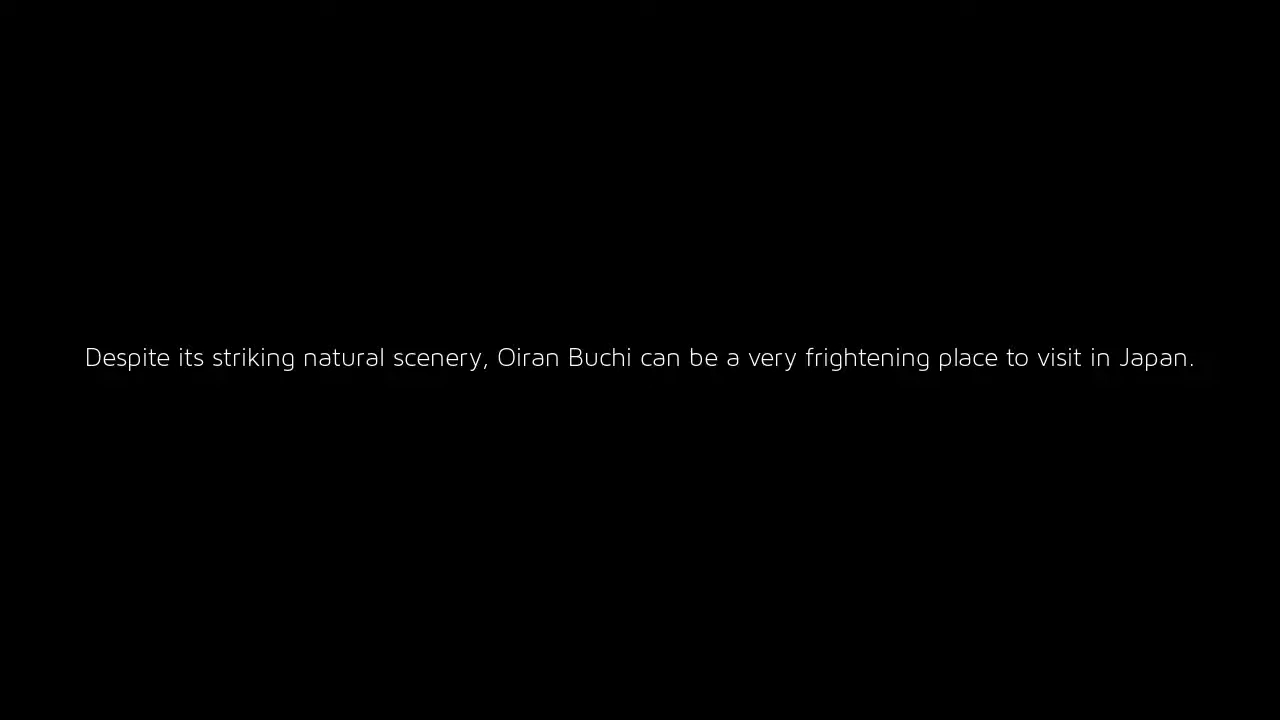 Despite its striking natural scenery, Oiran Buchi can be a very frightening place to visit in Japan.